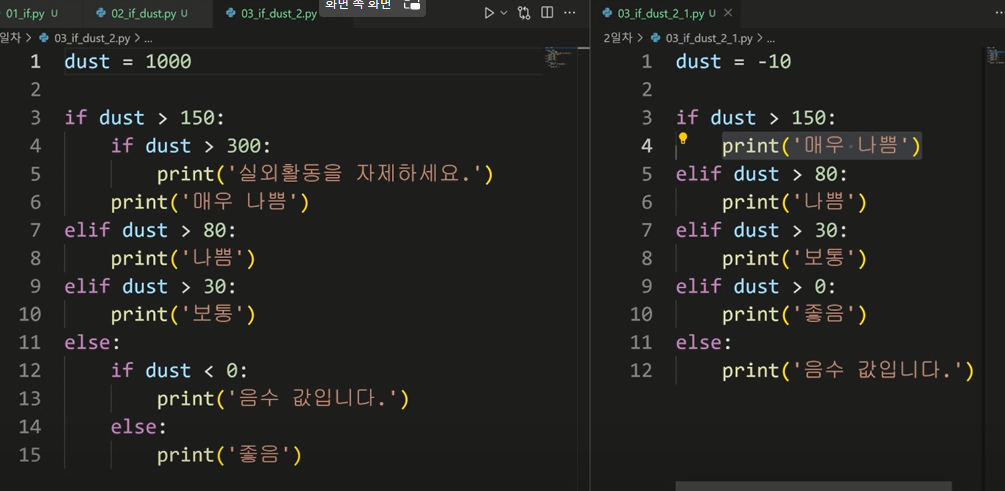 01_if.py U
02_if_dust.py U
03_if_dust_2.py
화면 속 화면
일차 > 03_if_dust_2.py > ...
1 dust = 1000
2
3 if dust > 150:
4 if dust > 300:
5 print('실외활동을 자제하세요.')
6 print('매우 나쁨')
7 elif dust > 80:
8 print('나쁨')
9 elif dust > 30:
10 print('보통')
11 else:
12 if dust < 0:
13 print('음수 값입니다.')
14 else:
15 print('좋음')
03_if_dust_2_1.py U
2일차 > 03_if_dust_2_1.py > ...
1 dust = -10
2
3 if dust > 150:
4 print('매우 나쁨')
5 elif dust > 80:
6 print('나쁨')
7 elif dust > 30:
8 print('보통')
9 elif dust > 0:
10 print('좋음')
11 else:
12 print('음수 값입니다.')